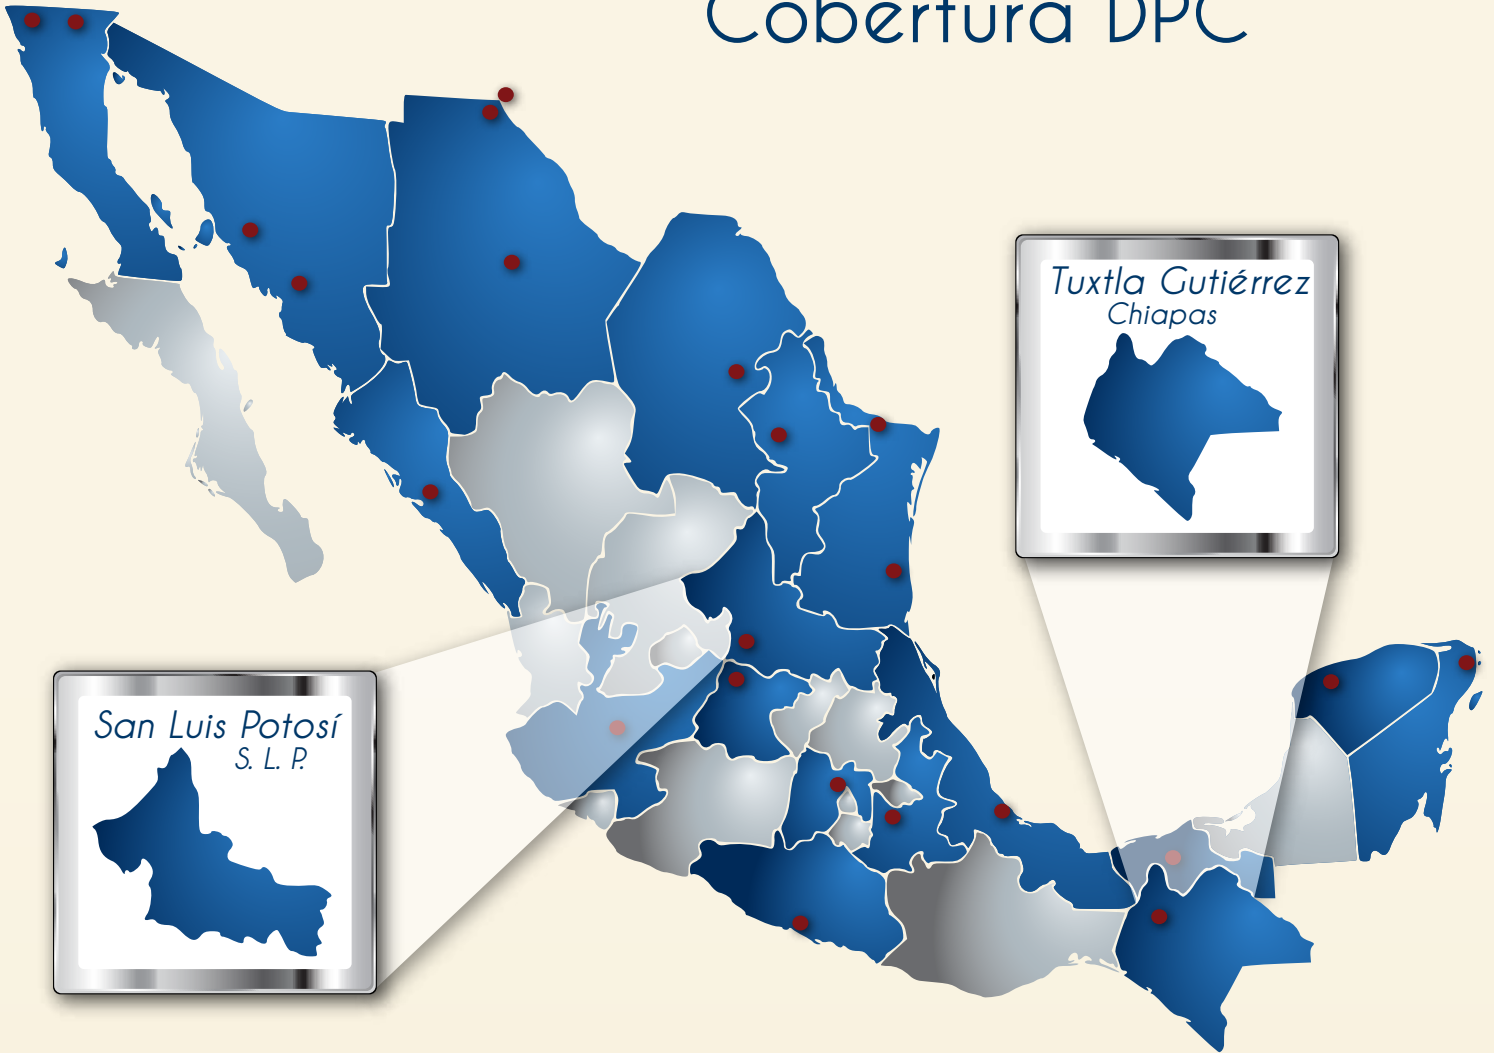 Cobertura DPC
Tuxtla Gutiérrez
Chiapas
San Luis Potosí
S. L. P.